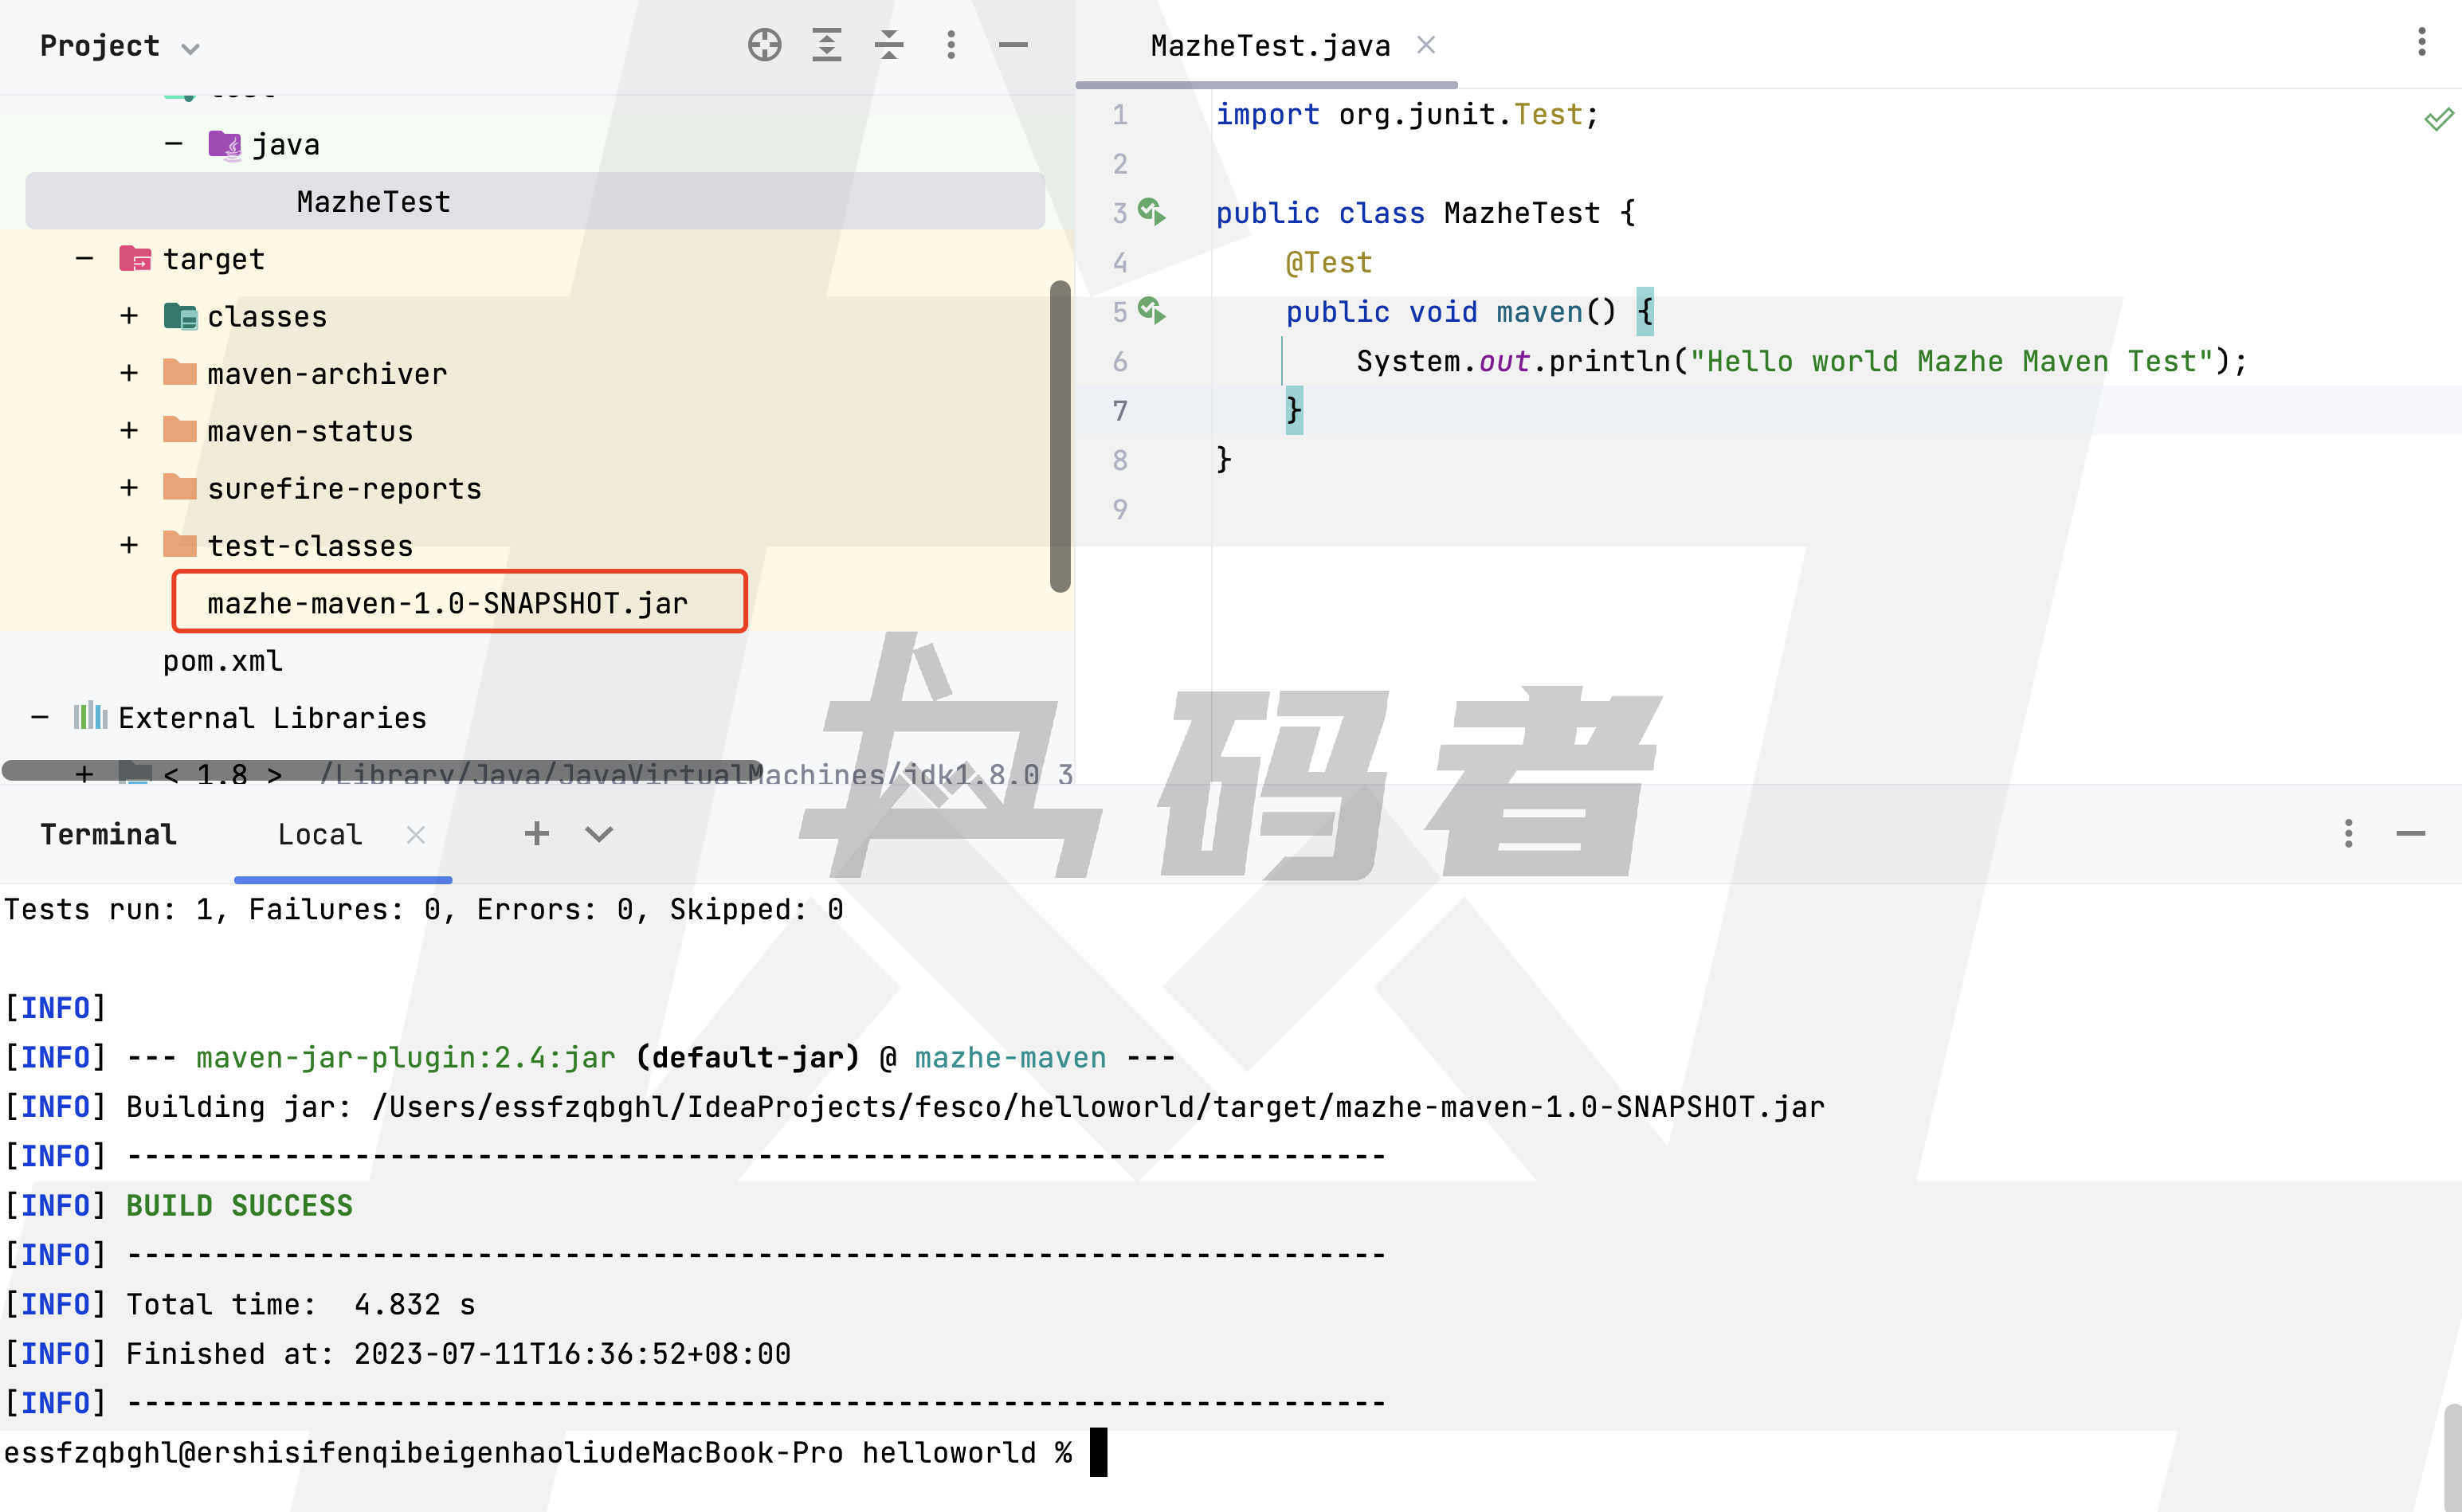 Project
java
MazheTest
target
classes
maven-archiver
maven-status
surefire-reports
test-classes
mazhe-maven-1.0-SNAPSHOT.jar
pom.xml
External Libraries
< 1.8 > /Library/Java/JavaVirtualMachines/jdk1.8.0_3
MazheTest.java
1 import org.junit.Test;
2
3 public class MazheTest {
4 @Test
5 public void maven() {
6 System.out.println("Hello world Mazhe Maven Test");
7 }
8 }
9
码者
Terminal Local
Tests run: 1, Failures: 0, Errors: 0, Skipped: 0
[INFO]
[INFO] --- maven-jar-plugin:2.4:jar (default-jar) @ mazhe-maven ---
[INFO] Building jar: /Users/essfzqbghl/IdeaProjects/fesco/helloworld/target/mazhe-maven-1.0-SNAPSHOT.jar
[INFO] ------------------------------------------------------------------------
[INFO] BUILD SUCCESS
[INFO] ------------------------------------------------------------------------
[INFO] Total time:  4.832 s
[INFO] Finished at: 2023-07-11T16:36:52+08:00
[INFO] ------------------------------------------------------------------------
essfzqbghl@ershisifenqibeigenhaoliudeMacBook-Pro helloworld %